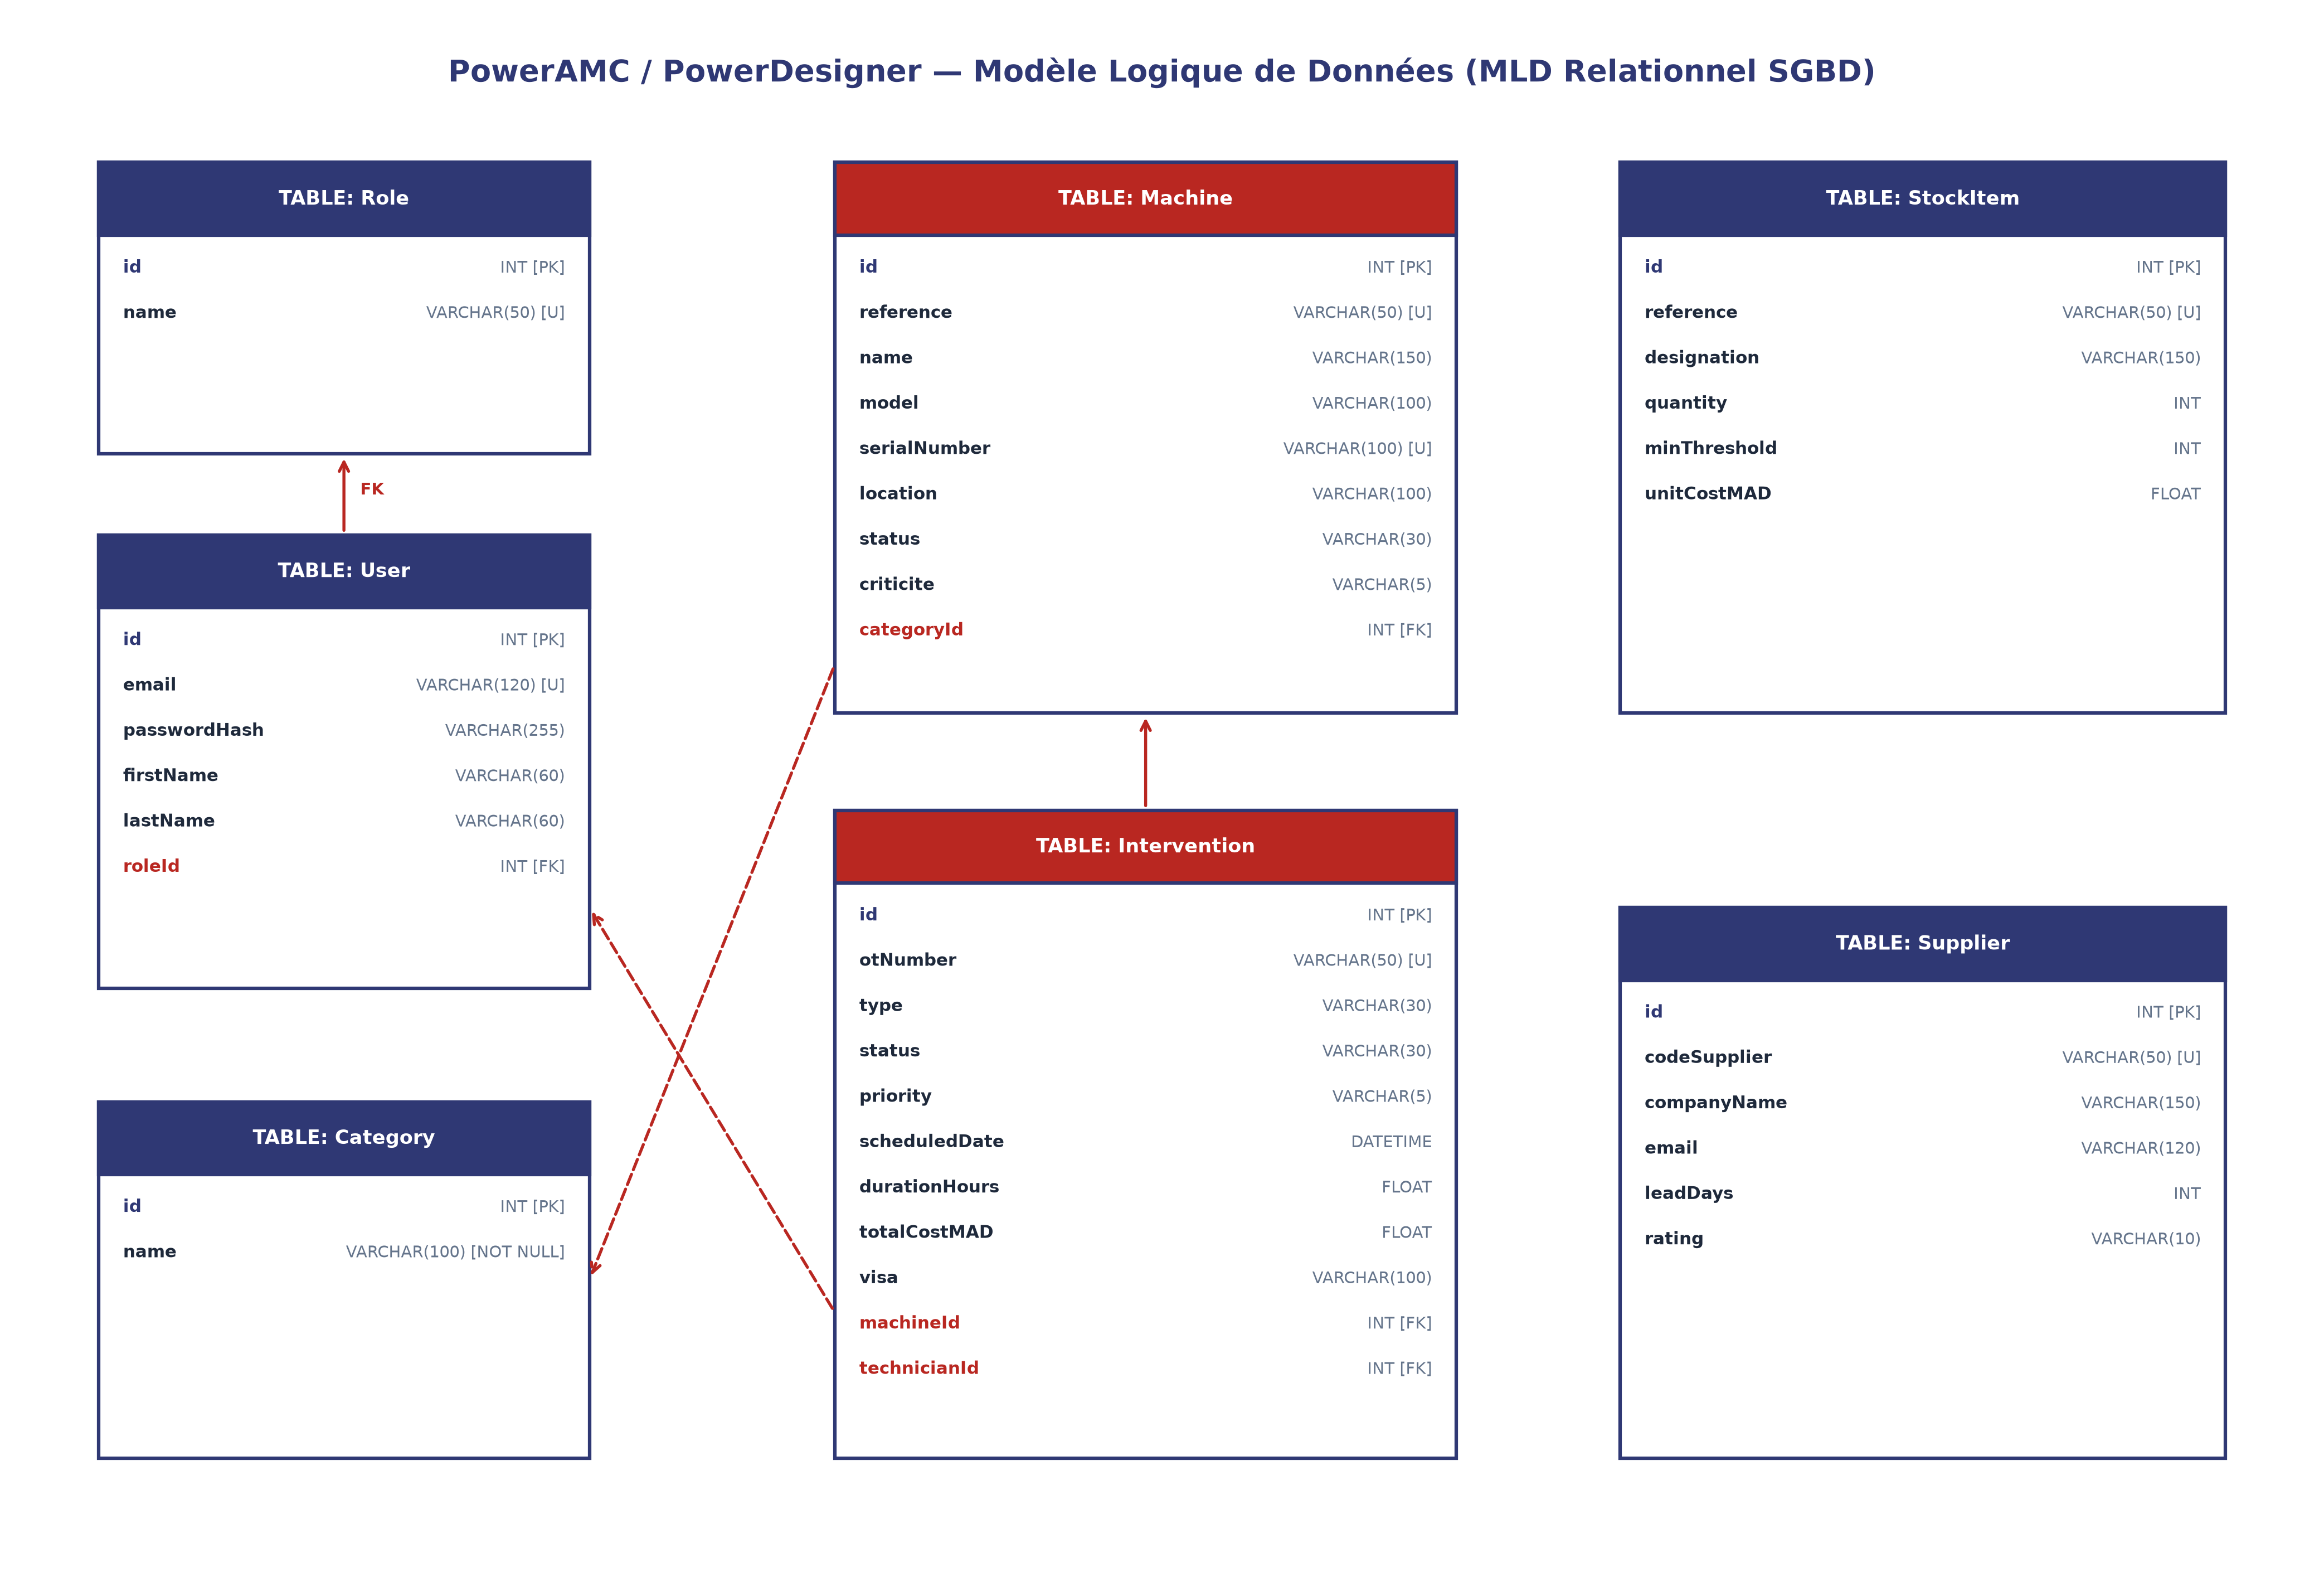 PowerAMC / PowerDesigner — Modèle Logique de Données (MLD Relationnel SGBD)
TABLE: Role
id INT [PK]
name VARCHAR(50) [U]
FK
TABLE: User
id INT [PK]
email VARCHAR(120) [U]
passwordHash VARCHAR(255)
firstName VARCHAR(60)
lastName VARCHAR(60)
roleId INT [FK]
TABLE: Category
id INT [PK]
name VARCHAR(100) [NOT NULL]
TABLE: Machine
id INT [PK]
reference VARCHAR(50) [U]
name VARCHAR(150)
model VARCHAR(100)
serialNumber VARCHAR(100) [U]
location VARCHAR(100)
status VARCHAR(30)
criticite VARCHAR(5)
categoryId INT [FK]
TABLE: Intervention
id INT [PK]
otNumber VARCHAR(50) [U]
type VARCHAR(30)
status VARCHAR(30)
priority VARCHAR(5)
scheduledDate DATETIME
durationHours FLOAT
totalCostMAD FLOAT
visa VARCHAR(100)
machineId INT [FK]
technicianId INT [FK]
TABLE: StockItem
id INT [PK]
reference VARCHAR(50) [U]
designation VARCHAR(150)
quantity INT
minThreshold INT
unitCostMAD FLOAT
TABLE: Supplier
id INT [PK]
codeSupplier VARCHAR(50) [U]
companyName VARCHAR(150)
email VARCHAR(120)
leadDays INT
rating VARCHAR(10)